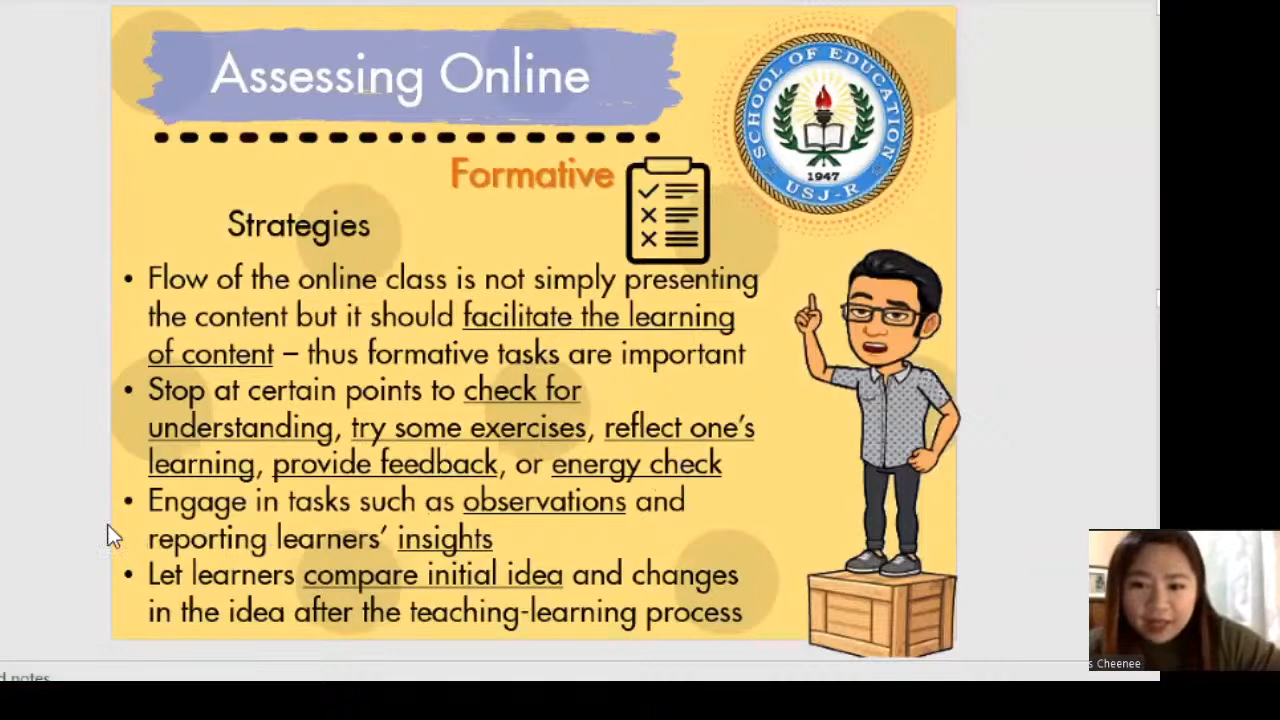 Assessing Online
SCHOOL OF EDUCATION
1947
USJ-R
Formative
Strategies
• Flow of the online class is not simply presenting
the content but it should facilitate the learning
of content – thus formative tasks are important
• Stop at certain points to check for
understanding, try some exercises, reflect one's
learning, provide feedback, or energy check
• Engage in tasks such as observations and
reporting learners' insights
• Let learners compare initial idea and changes
in the idea after the teaching-learning process
s Cheenee
d notes